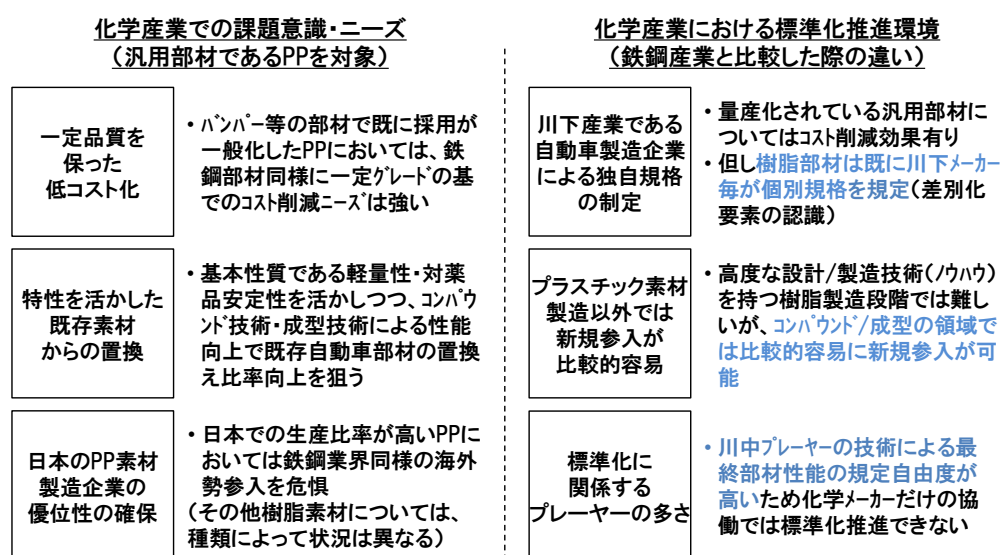 化学産業での課題意識・ニーズ
（汎用部材であるPPを対象）
一定品質を
保った
低コスト化
・ﾊﾞﾝﾊﾟｰ等の部材で既に採用が
一般化したPPにおいては、鉄
鋼部材同様に一定ｸﾞﾚｰﾄﾞの基
でのｺｽﾄ削減ﾆｰｽﾞは強い
特性を活かした
既存素材
からの置換
・基本性質である軽量性・対薬
品安定性を活かしつつ、ｺﾝﾊﾟｳ
ﾝﾄﾞ技術・成型技術による性能
向上で既存自動車部材の置換
え比率向上を狙う
日本のPP素材
製造企業の
優位性の確保
・日本での生産比率が高いPPに
おいては鉄鋼業界同様の海外
勢参入を危惧
（その他樹脂素材については、
種類によって状況は異なる）
化学産業における標準化推進環境
（鉄鋼産業と比較した際の違い）
川下産業である
自動車製造企業
による独自規格
の制定
・量産化されている汎用部材に
ついてはｺｽﾄ削減効果有り
・但し樹脂部材は既に川下ﾒｰｶｰ
毎が個別規格を規定（差別化
要素の認識）
プラスチック素材
製造以外では
新規参入が
比較的容易
・高度な設計/製造技術（ﾉｳﾊｳ）
を持つ樹脂製造段階では難し
いが、ｺﾝﾊﾟｳﾝﾄﾞ/成型の領域で
は比較的容易に新規参入が可
能
標準化に
関係する
プレーヤーの多さ
・川中ﾌﾟﾚｰﾔｰの技術による最
終部材性能の規定自由度が
高いため化学ﾒｰｶｰだけの協
働では標準化推進できない